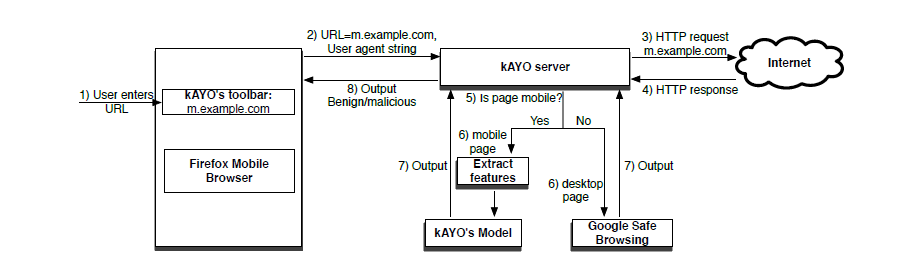 1) User enters
URL
kAYO's toolbar:
m.example.com
Firefox Mobile
Browser
2) URL=m.example.com,
User agent string
8) Output
Benign/malicious
kAYO server
3) HTTP request
m.example.com
Internet
4) HTTP response
5) Is page mobile?
Yes
No
6) mobile
page
Extract
features
7) Output
kAYO's Model
6) desktop
page
7) Output
Google Safe
Browsing